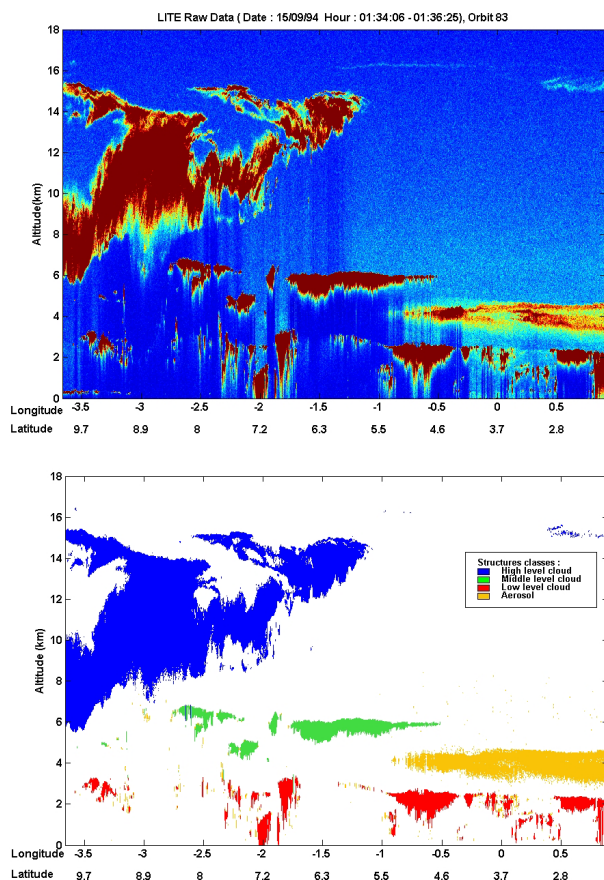 LITE Raw Data ( Date : 15/09/94 Hour : 01:34:06 - 01:36:25), Orbit 83
18
16
14
12
10
8
6
4
2
0
Altitude(km)
Longitude -3.5 -3 -2.5 -2 -1.5 -1 -0.5 0 0.5
Latitude 9.7 8.9 8 7.2 6.3 5.5 4.6 3.7 2.8
18
16
14
12
10
8
6
4
2
0
Altitude (km)
Structures classes :
High level cloud
Middle level cloud
Low level cloud
Aerosol
Longitude -3.5 -3 -2.5 -2 -1.5 -1 -0.5 0 0.5
Latitude 9.7 8.9 8 7.2 6.3 5.5 4.6 3.7 2.8